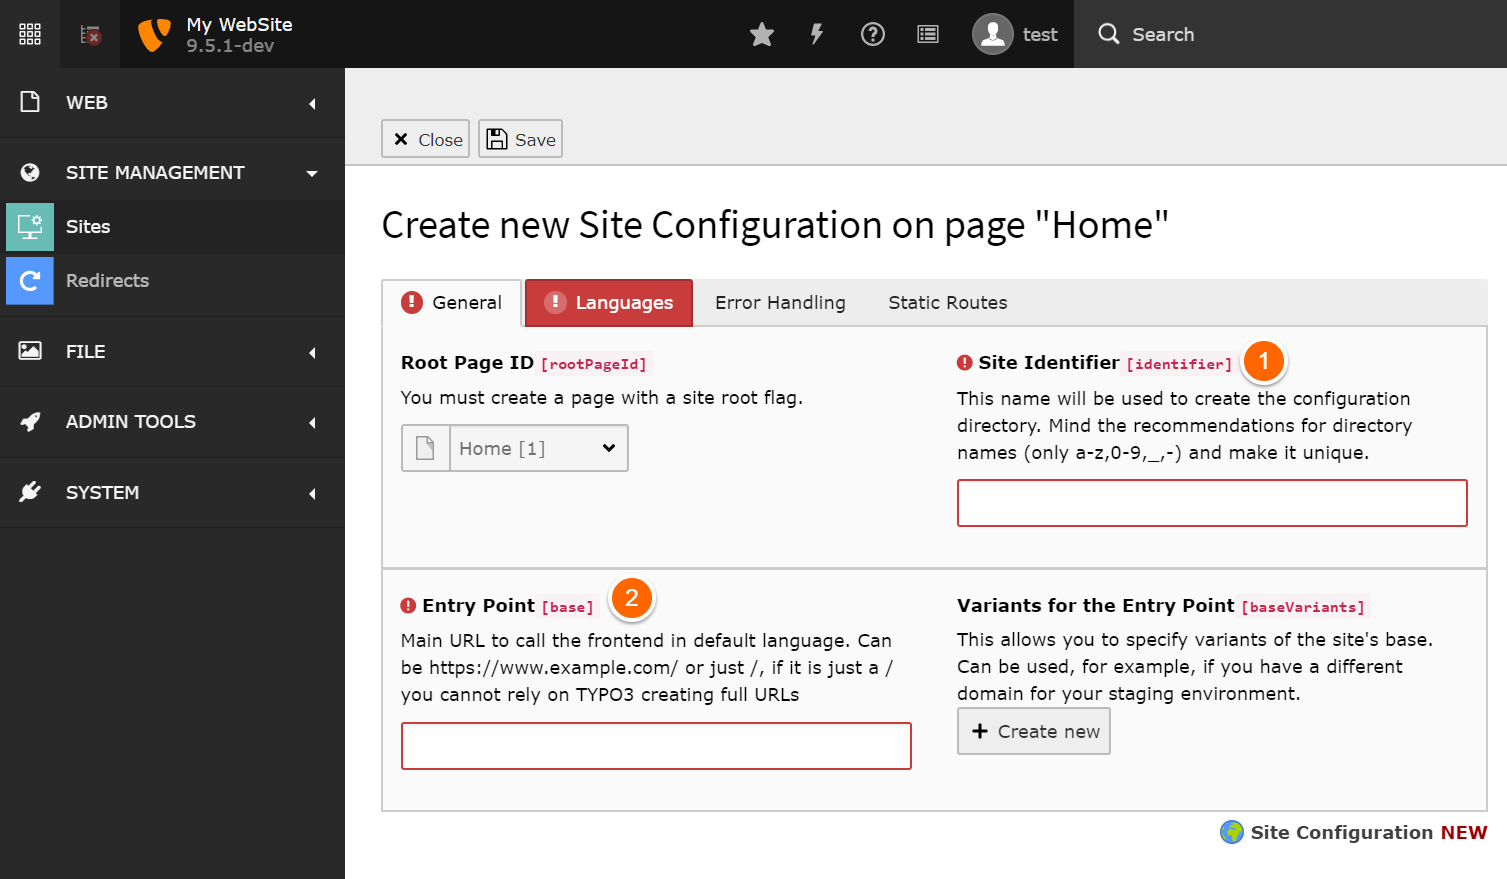 My WebSite
9.5.1-dev
test
Search
WEB
SITE MANAGEMENT
Sites
Redirects
FILE
ADMIN TOOLS
SYSTEM
Close
Save
Create new Site Configuration on page "Home"
General
Languages
Error Handling
Static Routes
Root Page ID [rootPageId]
You must create a page with a site root flag.
Home [1]
Site Identifier [identifier]
1
This name will be used to create the configuration
directory. Mind the recommendations for directory
names (only a-z,0-9,_,-) and make it unique.
Entry Point [base]
2
Main URL to call the frontend in default language. Can
be https://www.example.com/ or just /, if it is just a /
you cannot rely on TYPO3 creating full URLs
Variants for the Entry Point [baseVariants]
This allows you to specify variants of the site's base.
Can be used, for example, if you have a different
domain for your staging environment.
Create new
Site Configuration NEW